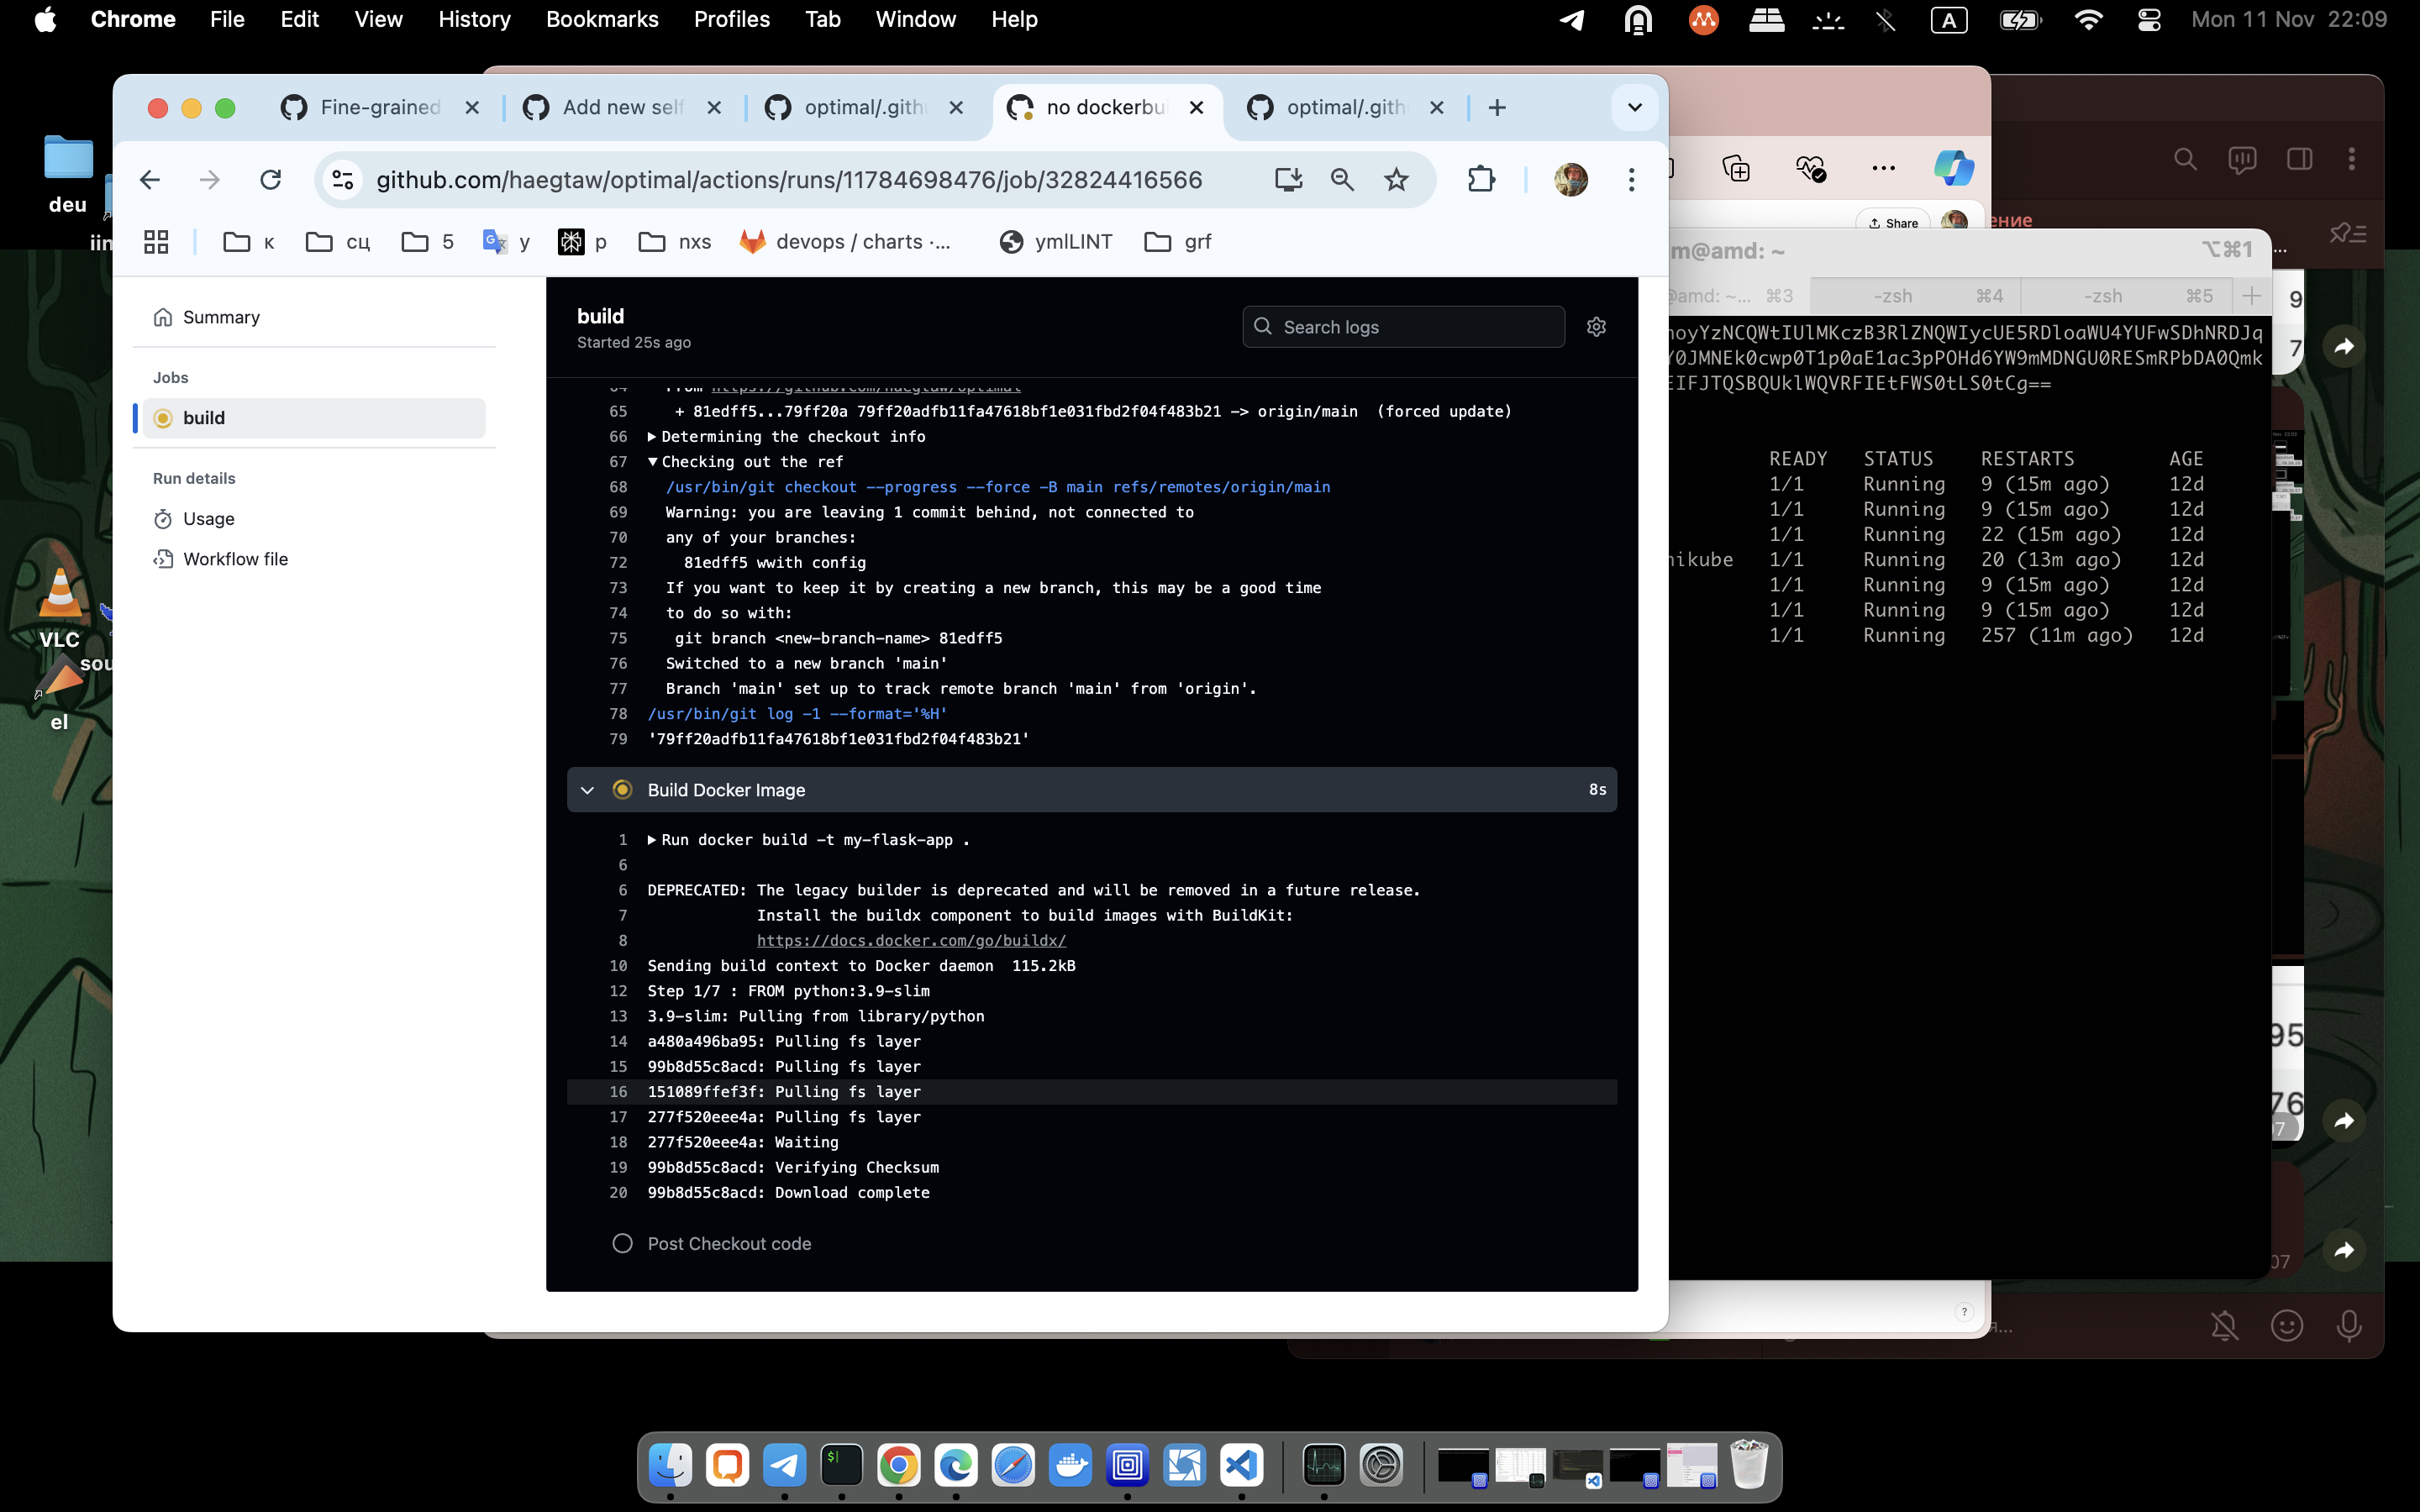 Chrome File Edit View History Bookmarks Profiles Tab Window Help
A Mon 11 Nov 22:09
Fine-grained
Add new self
optimal/.gith
no dockerbui
optimal/.gith
github.com/haegtaw/optimal/actions/runs/11784698476/job/32824416566
к
сц
5
у
р
nxs
devops / charts ·...
ymlLINT
grf
Summary
Jobs
build
Run details
Usage
Workflow file
build
Started 25s ago
Search logs
64 From https://github.com/haegtaw/optimal
65 + 81edff5...79ff20a 79ff20adfb11fa47618bf1e031fbd2f04f483b21 -> origin/main (forced update)
66 Determining the checkout info
67 Checking out the ref
68 /usr/bin/git checkout --progress --force -B main refs/remotes/origin/main
69 Warning: you are leaving 1 commit behind, not connected to
70 any of your branches:
72 81edff5 wwith config
73 If you want to keep it by creating a new branch, this may be a good time
74 to do so with:
75 git branch <new-branch-name> 81edff5
76 Switched to a new branch 'main'
77 Branch 'main' set up to track remote branch 'main' from 'origin'.
78 /usr/bin/git log -1 --format='%H'
79 '79ff20adfb11fa47618bf1e031fbd2f04f483b21'
Build Docker Image 8s
1 Run docker build -t my-flask-app .
6
6 DEPRECATED: The legacy builder is deprecated and will be removed in a future release.
7 Install the buildx component to build images with BuildKit:
8 https://docs.docker.com/go/buildx/
10 Sending build context to Docker daemon 115.2kB
12 Step 1/7 : FROM python:3.9-slim
13 3.9-slim: Pulling from library/python
14 a480a496ba95: Pulling fs layer
15 99b8d55c8acd: Pulling fs layer
16 151089ffef3f: Pulling fs layer
17 277f520eee4a: Pulling fs layer
18 277f520eee4a: Waiting
19 99b8d55c8acd: Verifying Checksum
20 99b8d55c8acd: Download complete
Post Checkout code
Share
ение
m@amd: ~ ⌥⌘1
@amd: ~... ⌘3 -zsh ⌘4 -zsh ⌘5
noyYzNCQWtIUlMKczB3RlZNQWIycUE5RDloaWU4YUFwSDhNRDJq
Y0JMNEk0cwp0T1p0aE1ac3pPOHd6YW9mMDNGU0RESmRPbDA0Qmk
EIFJTQSBQUklWQVRFIEtFWS0tLS0tCg==
READY STATUS RESTARTS AGE
1/1 Running 9 (15m ago) 12d
1/1 Running 9 (15m ago) 12d
1/1 Running 22 (15m ago) 12d
nikube 1/1 Running 20 (13m ago) 12d
1/1 Running 9 (15m ago) 12d
1/1 Running 9 (15m ago) 12d
1/1 Running 257 (11m ago) 12d
9
7
95
76
7
07
?
deu
iin
VLC
sou
el
$|